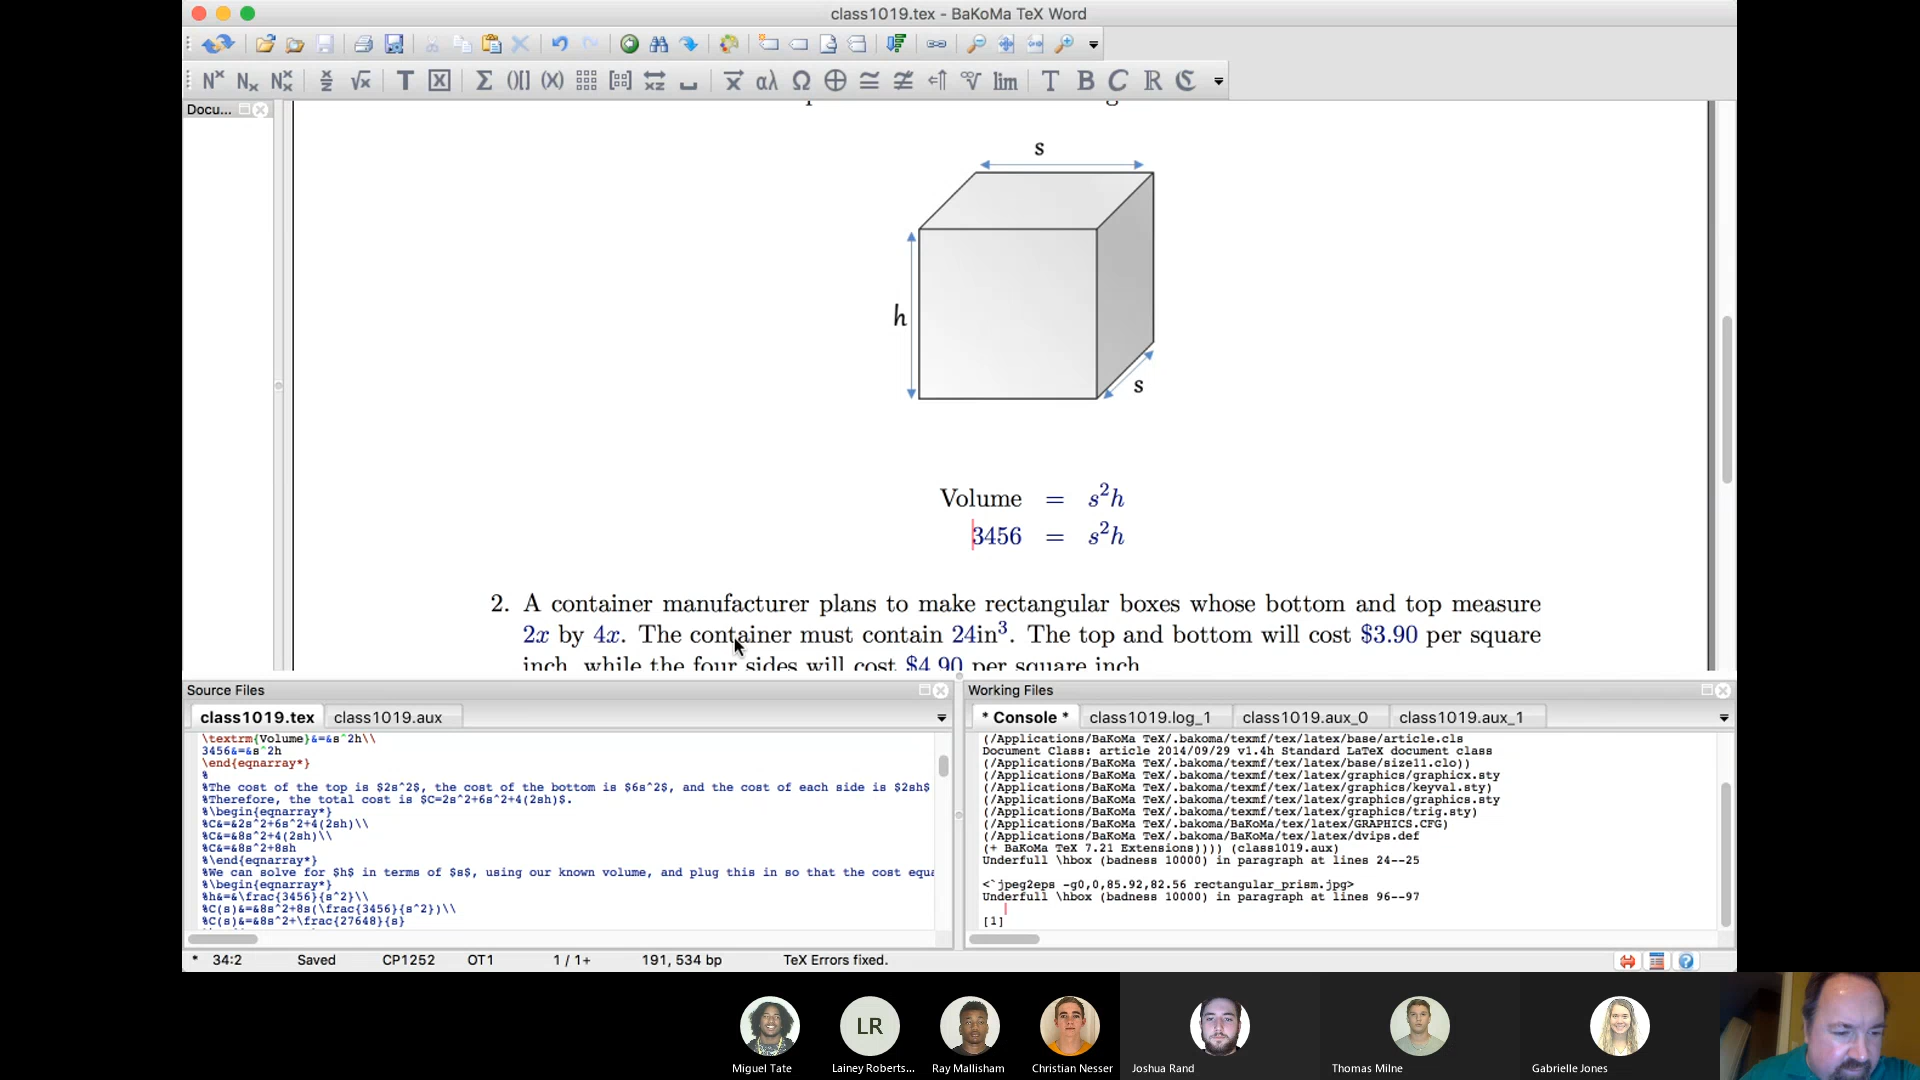 class1019.tex - BaKoMa TeX Word
Docu...
s
h
s
Volume = s²h
3456 = s²h
2. A container manufacturer plans to make rectangular boxes whose bottom and top measure
2x by 4x. The container must contain 24in³. The top and bottom will cost $3.90 per square
inch, while the four sides will cost $4.90 per square inch
Source Files
class1019.tex class1019.aux
\textrm{Volume}&=&s^2h\\
3456&=&s^2h
\end{eqnarray*}
%
%The cost of the top is $2s^2$, the cost of the bottom is $6s^2$, and the cost of each side is $2sh$
%Therefore, the total cost is $C=2s^2+6s^2+4(2sh)$.
%\begin{eqnarray*}
%C&=&2s^2+6s^2+4(2sh)\\
%C&=&8s^2+4(2sh)\\
%C&=&8s^2+8sh
%\end{eqnarray*}
%We can solve for $h$ in terms of $s$, using our known volume, and plug this in so that the cost equa
%\begin{eqnarray*}
%h&=&\frac{3456}{s^2}\\
%C(s)&=&8s^2+8s(\frac{3456}{s^2})\\
%C(s)&=&8s^2+\frac{27648}{s}
Working Files
* Console * class1019.log_1 class1019.aux_0 class1019.aux_1
(/Applications/BaKoMa TeX/.bakoma/texmf/tex/latex/base/article.cls
Document Class: article 2014/09/29 v1.4h Standard LaTeX document class
(/Applications/BaKoMa TeX/.bakoma/texmf/tex/latex/base/size11.clo))
(/Applications/BaKoMa TeX/.bakoma/texmf/tex/latex/graphics/graphicx.sty
(/Applications/BaKoMa TeX/.bakoma/texmf/tex/latex/graphics/keyval.sty)
(/Applications/BaKoMa TeX/.bakoma/texmf/tex/latex/graphics/graphics.sty
(/Applications/BaKoMa TeX/.bakoma/texmf/tex/latex/graphics/trig.sty)
(/Applications/BaKoMa TeX/.bakoma/BaKoMa/tex/latex/GRAPHICS.CFG)
(/Applications/BaKoMa TeX/.bakoma/BaKoMa/tex/latex/dvips.def
(+ BaKoMa TeX 7.21 Extensions)))) (class1019.aux)
Underfull \hbox (badness 10000) in paragraph at lines 24--25
<`jpeg2eps -g0,0,85.92,82.56 rectangular_prism.jpg>
Underfull \hbox (badness 10000) in paragraph at lines 96--97
[1]
* 34:2 Saved CP1252 OT1 1 / 1+ 191, 534 bp TeX Errors fixed.
LR
Miguel Tate Lainey Roberts... Ray Mallisham Christian Nesser Joshua Rand Thomas Milne Gabrielle Jones